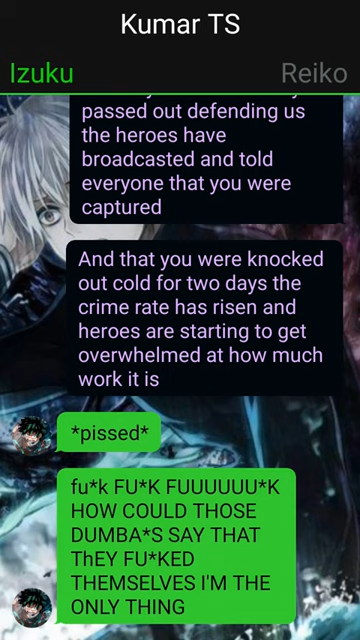 Kumar TS
Izuku
Reiko
passed out defending us
the heroes have
broadcasted and told
everyone that you were
captured
And that you were knocked
out cold for two days the
crime rate has risen and
heroes are starting to get
overwhelmed at how much
work it is
*pissed*
fu*k FU*K FUUUUUU*K
HOW COULD THOSE
DUMBA*S SAY THAT
ThEY FU*KED
THEMSELVES I'M THE
ONLY THING